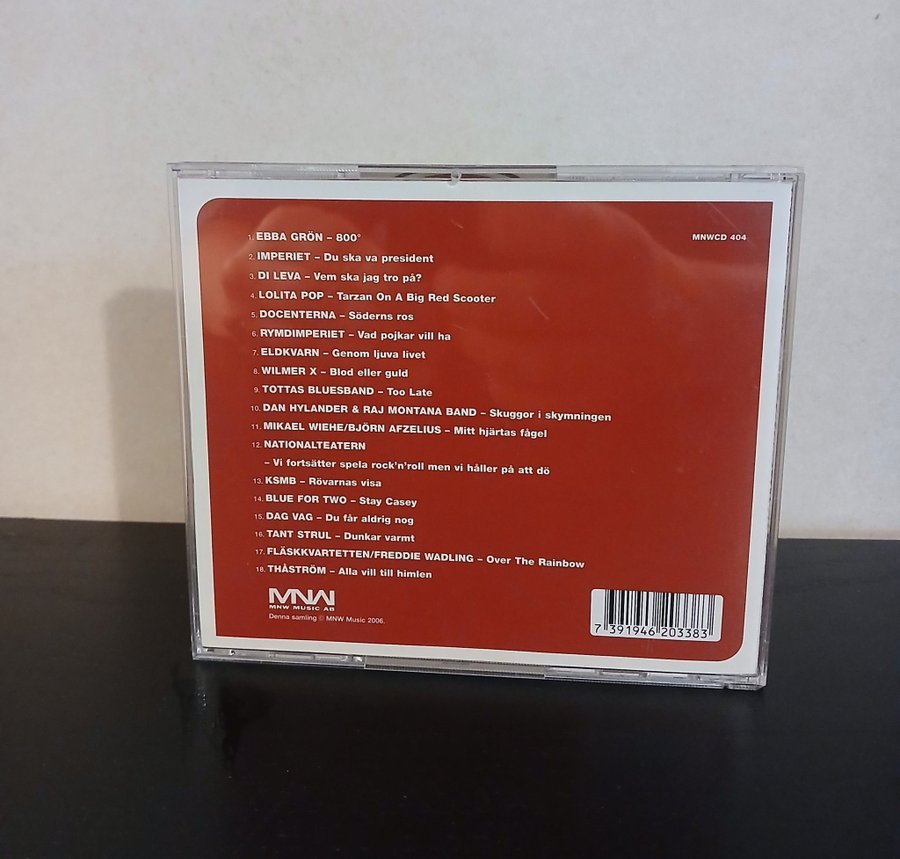 1. EBBA GRÖN – 800°
MNWCD 404
2. IMPERIET – Du ska va president
3. DI LEVA – Vem ska jag tro på?
4. LOLITA POP – Tarzan On A Big Red Scooter
5. DOCENTERNA – Söderns ros
6. RYMDIMPERIET – Vad pojkar vill ha
7. ELDKVARN – Genom ljuva livet
8. WILMER X – Blod eller guld
9. TOTTAS BLUESBAND – Too Late
10. DAN HYLANDER & RAJ MONTANA BAND – Skuggor i skymningen
11. MIKAEL WIEHE/BJÖRN AFZELIUS – Mitt hjärtas fågel
12. NATIONALTEATERN
– Vi fortsätter spela rock'n'roll men vi håller på att dö
13. KSMB – Rövarnas visa
14. BLUE FOR TWO – Stay Casey
15. DAG VAG – Du får aldrig nog
16. TANT STRUL – Dunkar varmt
17. FLÄSKKVARTETTEN/FREDDIE WADLING – Over The Rainbow
18. THÅSTRÖM – Alla vill till himlen
MNW
MNW MUSIC AB
Denna samling © MNW Music 2006.
7 391946 203383